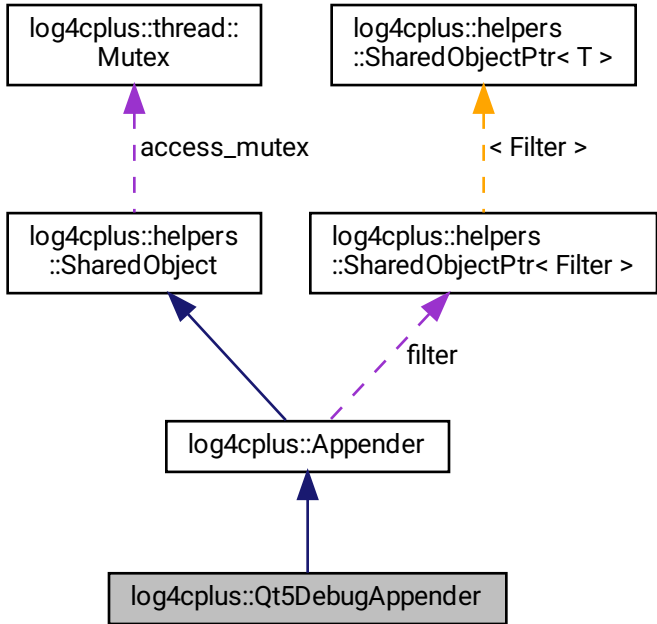 log4cplus::thread::
Mutex
log4cplus::helpers
::SharedObjectPtr< T >
access_mutex
< Filter >
log4cplus::helpers
::SharedObject
log4cplus::helpers
::SharedObjectPtr< Filter >
filter
log4cplus::Appender
log4cplus::Qt5DebugAppender